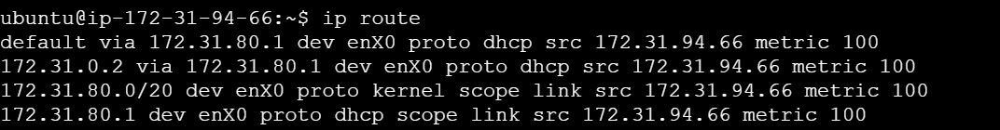 ubuntu@ip-172-31-94-66:~$ ip route
default via 172.31.80.1 dev enX0 proto dhcp src 172.31.94.66 metric 100
172.31.0.2 via 172.31.80.1 dev enX0 proto dhcp src 172.31.94.66 metric 100
172.31.80.0/20 dev enX0 proto kernel scope link src 172.31.94.66 metric 100
172.31.80.1 dev enX0 proto dhcp scope link src 172.31.94.66 metric 100